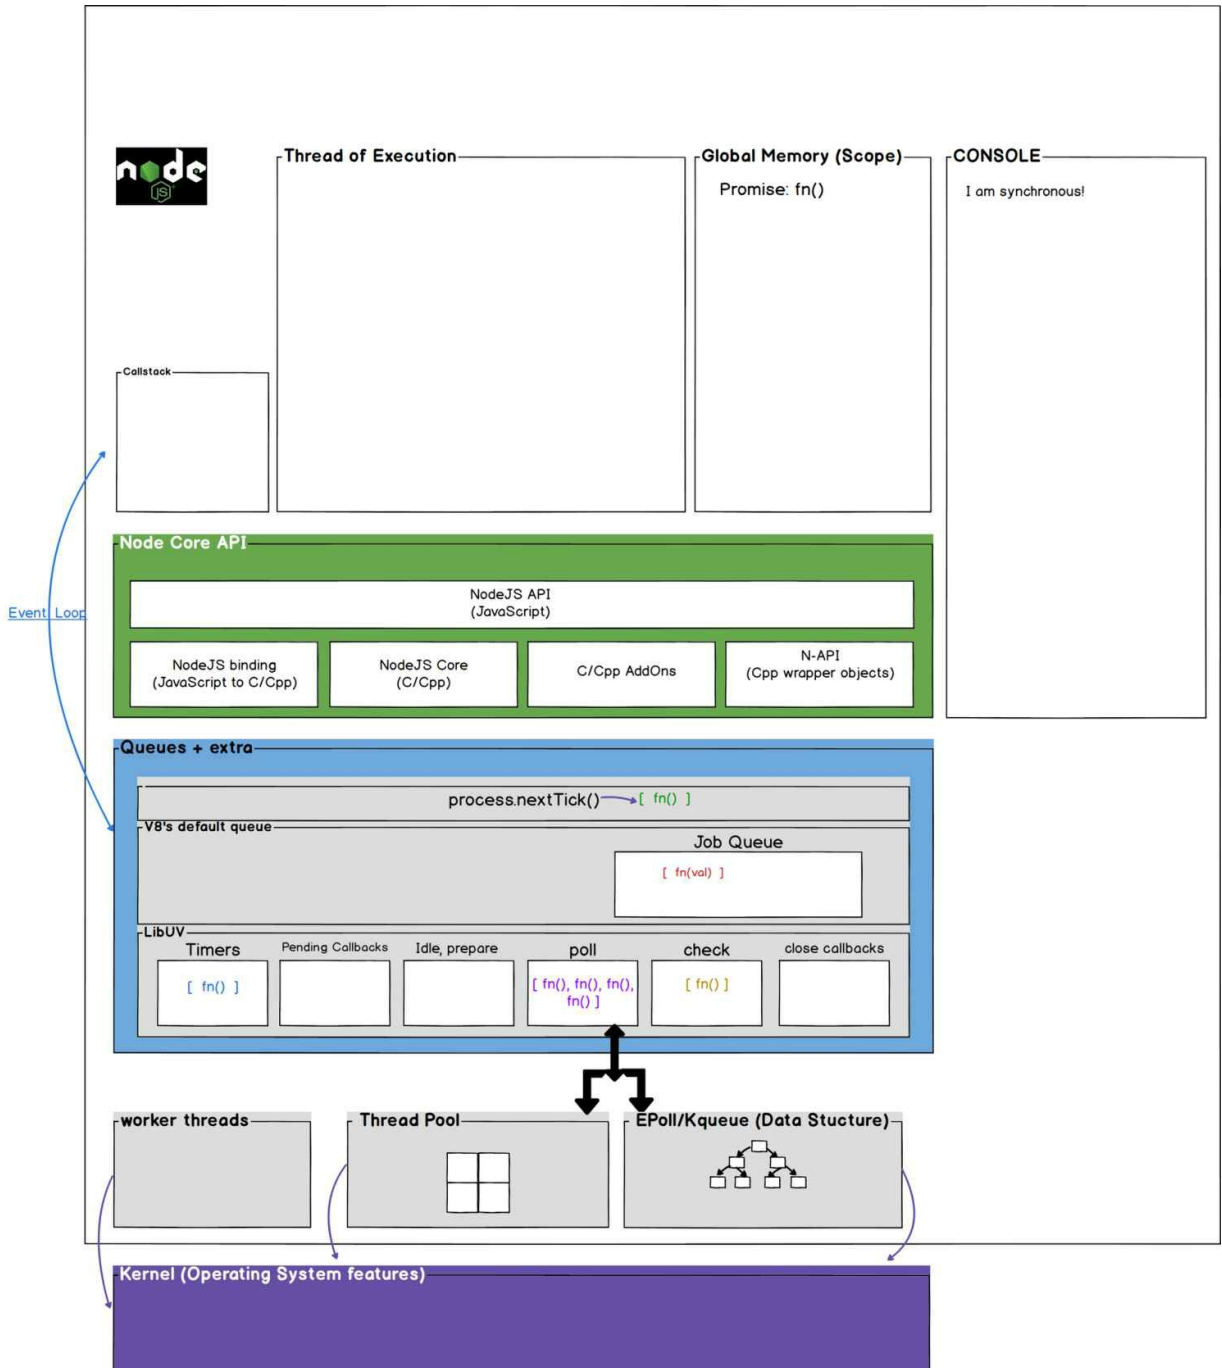 node
JS
Thread of Execution
Global Memory (Scope)
Promise: fn()
CONSOLE
I am synchronous!
Callstack
Event Loop
Node Core API
NodeJS API
(JavaScript)
NodeJS binding
(JavaScript to C/Cpp)
NodeJS Core
(C/Cpp)
C/Cpp AddOns
N-API
(Cpp wrapper objects)
Queues + extra
process.nextTick()
[ fn() ]
V8's default queue
Job Queue
[ fn(val) ]
LibUV
Timers
[ fn() ]
Pending Callbacks
Idle, prepare
poll
[ fn(), fn(), fn(),
fn() ]
check
[ fn() ]
close callbacks
worker threads
Thread Pool
EPoll/Kqueue (Data Stucture)
Kernel (Operating System features)